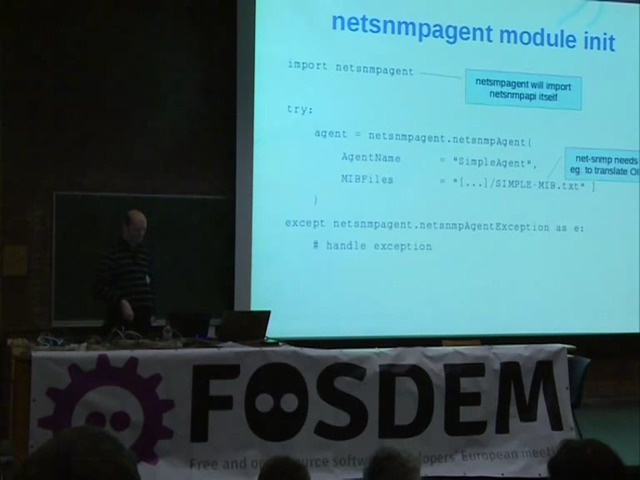 netsnmpagent module init
import netsnmpagent
netsnmpagent will import
netsnmpapi itself
try:
agent = netsnmpagent.netsnmpAgent(
net-snmp needs
eg. to translate OI
AgentName = "SimpleAgent",
MIBFiles = "[...]/SIMPLE-MIB.txt" ]
)
except netsnmpagent.netsnmpAgentException as e:
# handle exception
FOSDEM
Free and open source software developers' European meeti